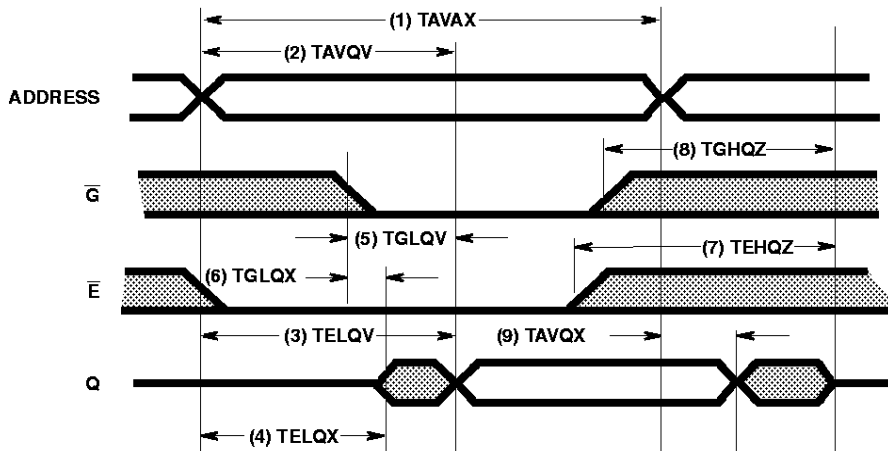 (1) TAVAX
(2) TAVQV
ADDRESS
(8) TGHQZ
G̅
(5) TGLQV
(7) TEHQZ
(6) TGLQX
E̅
(3) TELQV
(9) TAVQX
Q
(4) TELQX